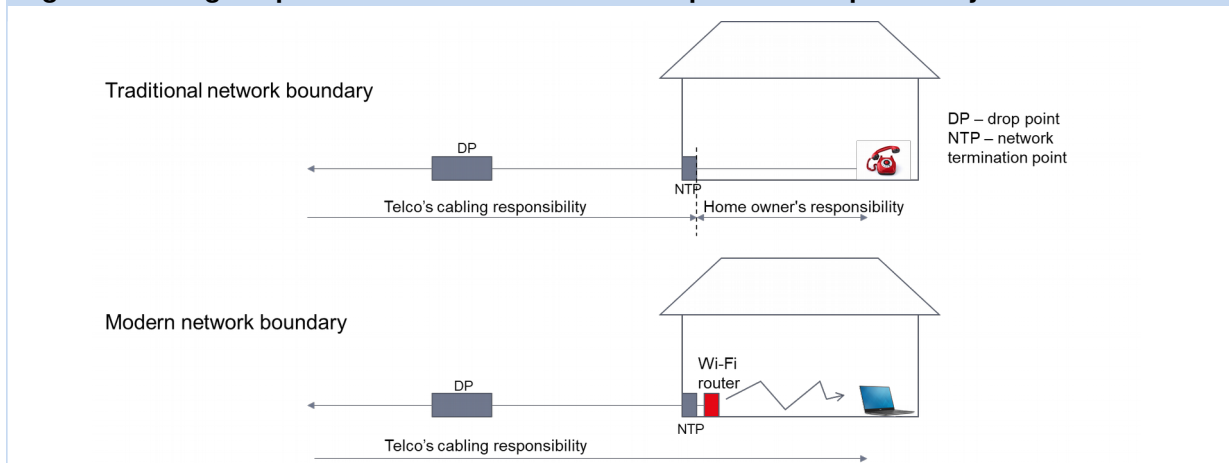 Traditional network boundary
DP
NTP
DP – drop point
NTP – network
termination point
Telco's cabling responsibility
Home owner's responsibility
Modern network boundary
Wi-Fi
router
DP
NTP
Telco's cabling responsibility